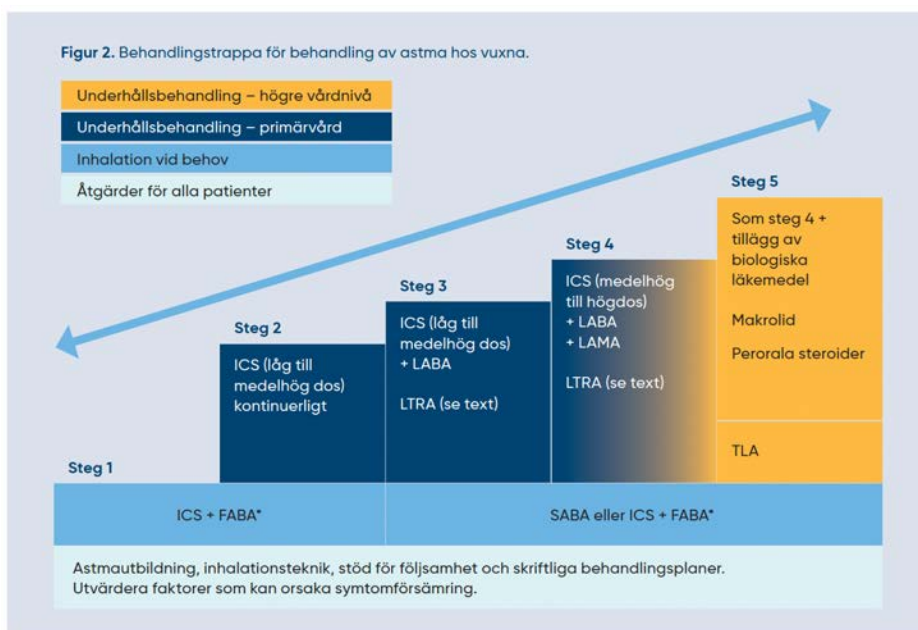 Figur 2. Behandlingstrappa för behandling av astma hos vuxna.
Underhållsbehandling – högre vårdnivå
Underhållsbehandling – primärvård
Inhalation vid behov
Åtgärder för alla patienter
Steg 1
Steg 2
ICS (låg till
medelhög dos)
kontinuerligt
Steg 3
ICS (låg till
medelhög dos)
+ LABA
LTRA (se text)
Steg 4
ICS (medelhög
till högdos)
+ LABA
+ LAMA
LTRA (se text)
Steg 5
Som steg 4 +
tillägg av
biologiska
läkemedel
Makrolid
Perorala steroider
TLA
ICS + FABA*
SABA eller ICS + FABA*
Astmautbildning, inhalationsteknik, stöd för följsamhet och skriftliga behandlingsplaner.
Utvärdera faktorer som kan orsaka symtomförsämring.